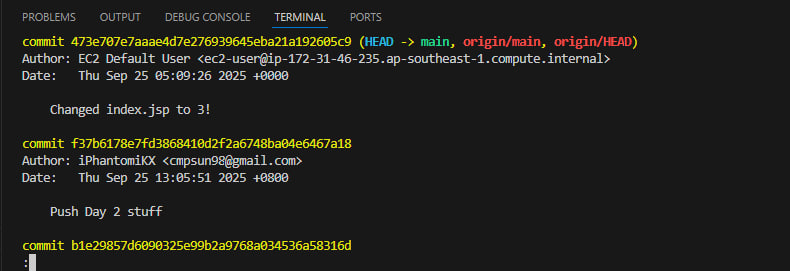 PROBLEMS OUTPUT DEBUG CONSOLE TERMINAL PORTS
commit 473e707e7aaae4d7e276939645eba21a192605c9 (HEAD -> main, origin/main, origin/HEAD)
Author: EC2 Default User <ec2-user@ip-172-31-46-235.ap-southeast-1.compute.internal>
Date:   Thu Sep 25 05:09:26 2025 +0000
Changed index.jsp to 3!
commit f37b6178e7fd3868410d2f2a6748ba04e6467a18
Author: iPhantomiKX <cmpsun98@gmail.com>
Date:   Thu Sep 25 13:05:51 2025 +0800
Push Day 2 stuff
commit b1e29857d6090325e99b2a9768a034536a58316d
: